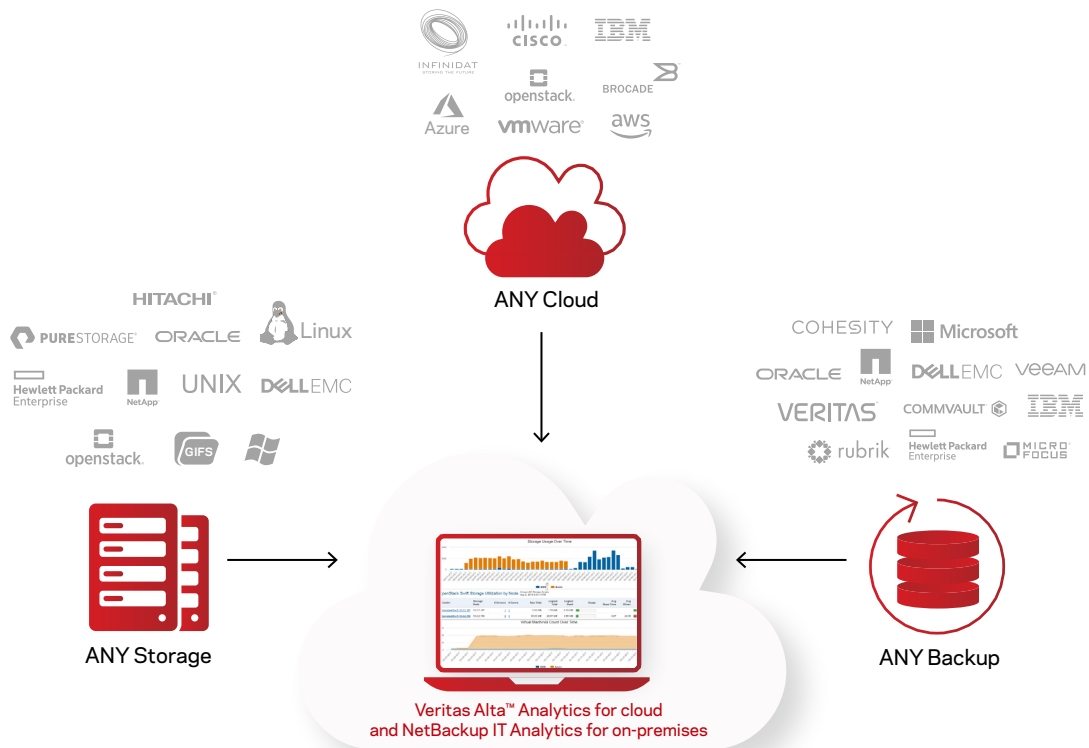 INFINIDAT
STORING THE FUTURE
CISCO
IBM
openstack.
BROCADE
Azure
vmware®
aws
ANY Cloud
HITACHI®
PURESTORAGE®
ORACLE
Linux
Hewlett Packard
Enterprise
NetApp®
UNIX
DELLEMC
openstack.
GIFS
ANY Storage
COHESITY
Microsoft
ORACLE
NetApp®
DELLEMC
veeAM
VERITAS™
COMMVAULT
IBM
rubrik
Hewlett Packard
Enterprise
MICRO
FOCUS
ANY Backup
Storage Usage Over Time
Virtual Machines Count Over Time
Veritas Alta™ Analytics for cloud
and NetBackup IT Analytics for on-premises